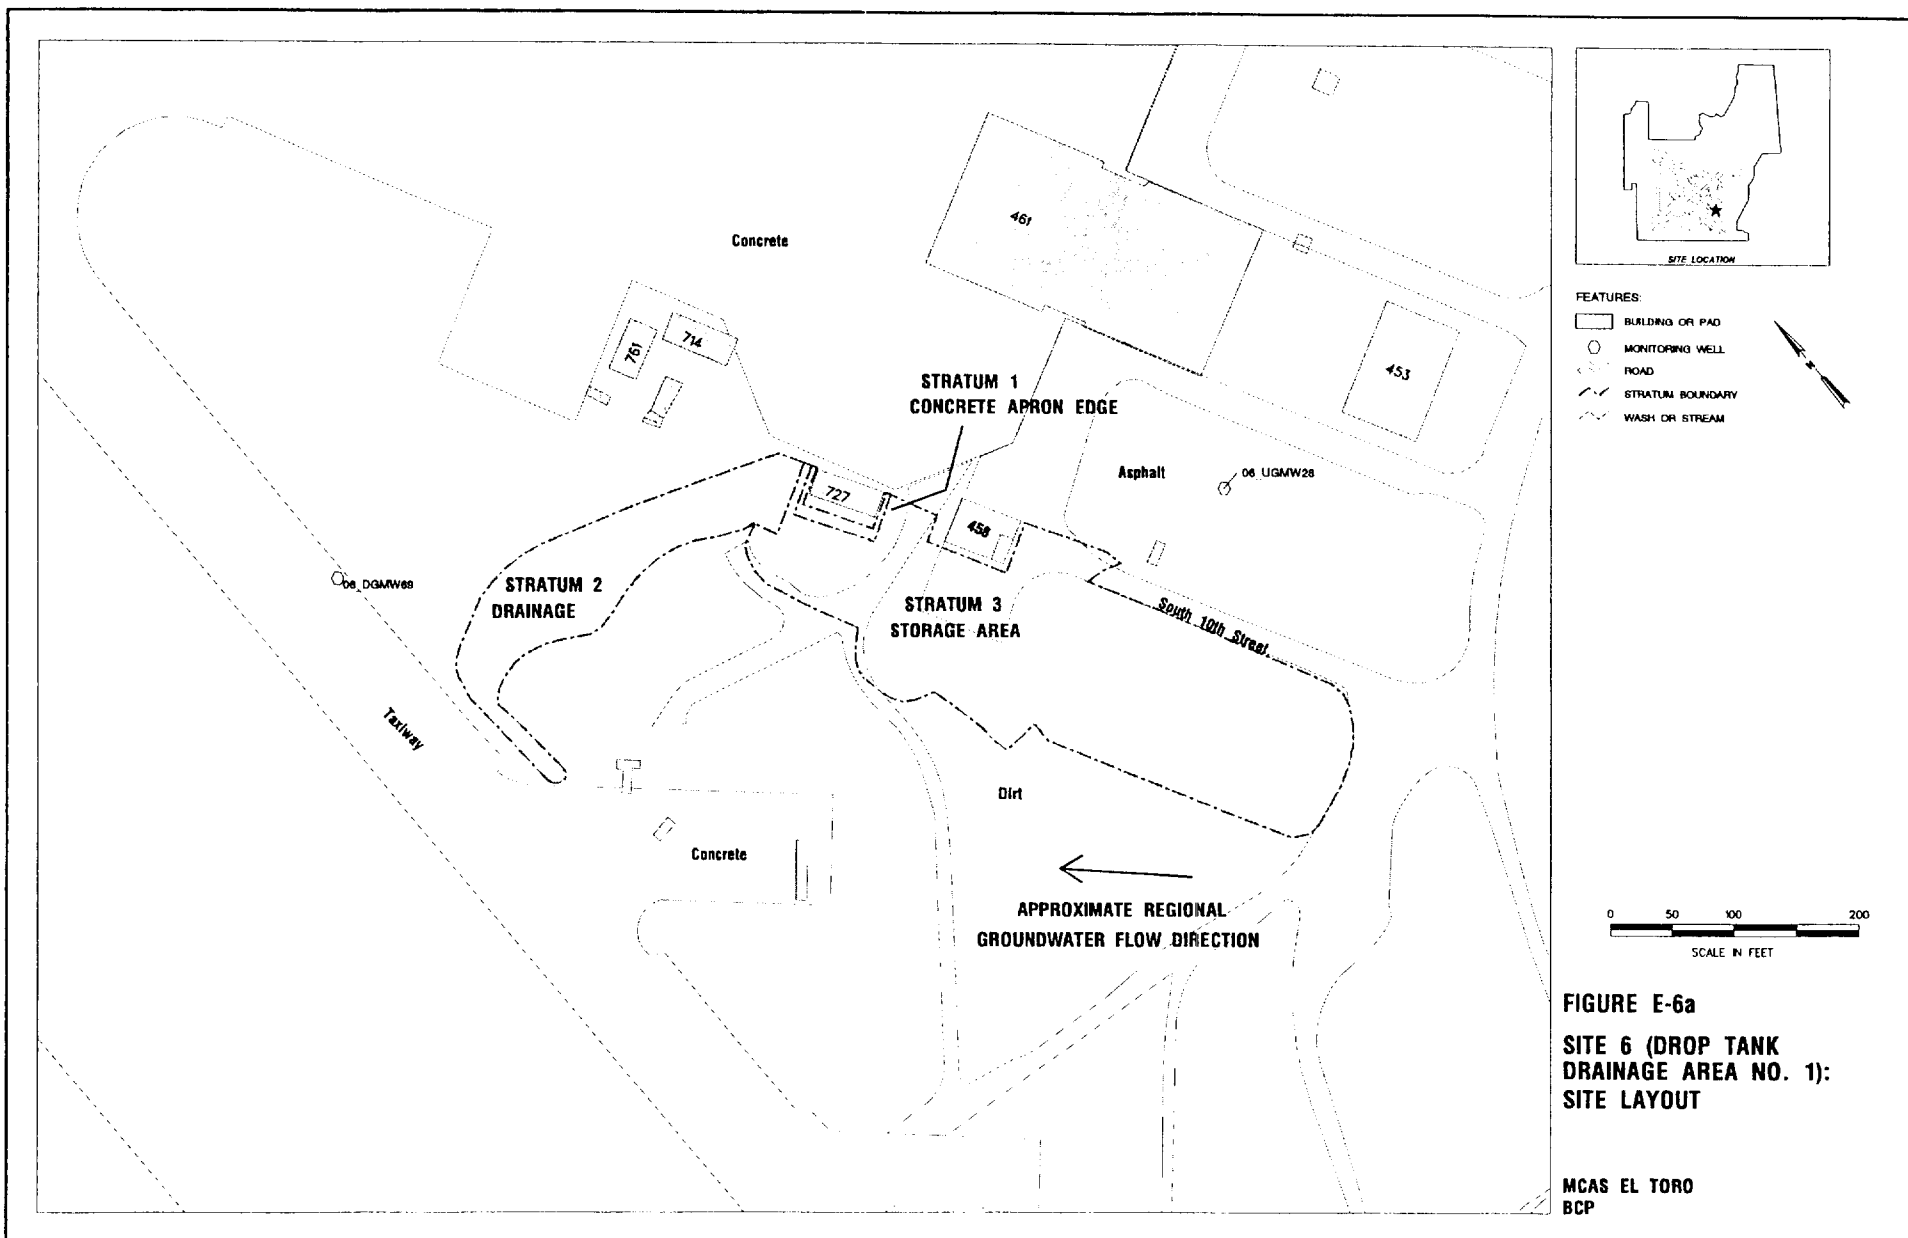 461
Concrete
714
761
453
STRATUM 1
CONCRETE APRON EDGE
Asphalt
06_UGMW28
727
458
06_DGMW69
STRATUM 2
DRAINAGE
STRATUM 3
STORAGE AREA
South 10th Street
Taxiway
Dirt
Concrete
APPROXIMATE REGIONAL
GROUNDWATER FLOW DIRECTION
SITE LOCATION
FEATURES:
BUILDING OR PAD
MONITORING WELL
ROAD
STRATUM BOUNDARY
WASH OR STREAM
N
0 50 100 200
SCALE IN FEET
FIGURE E-6a
SITE 6 (DROP TANK
DRAINAGE AREA NO. 1):
SITE LAYOUT
MCAS EL TORO
BCP